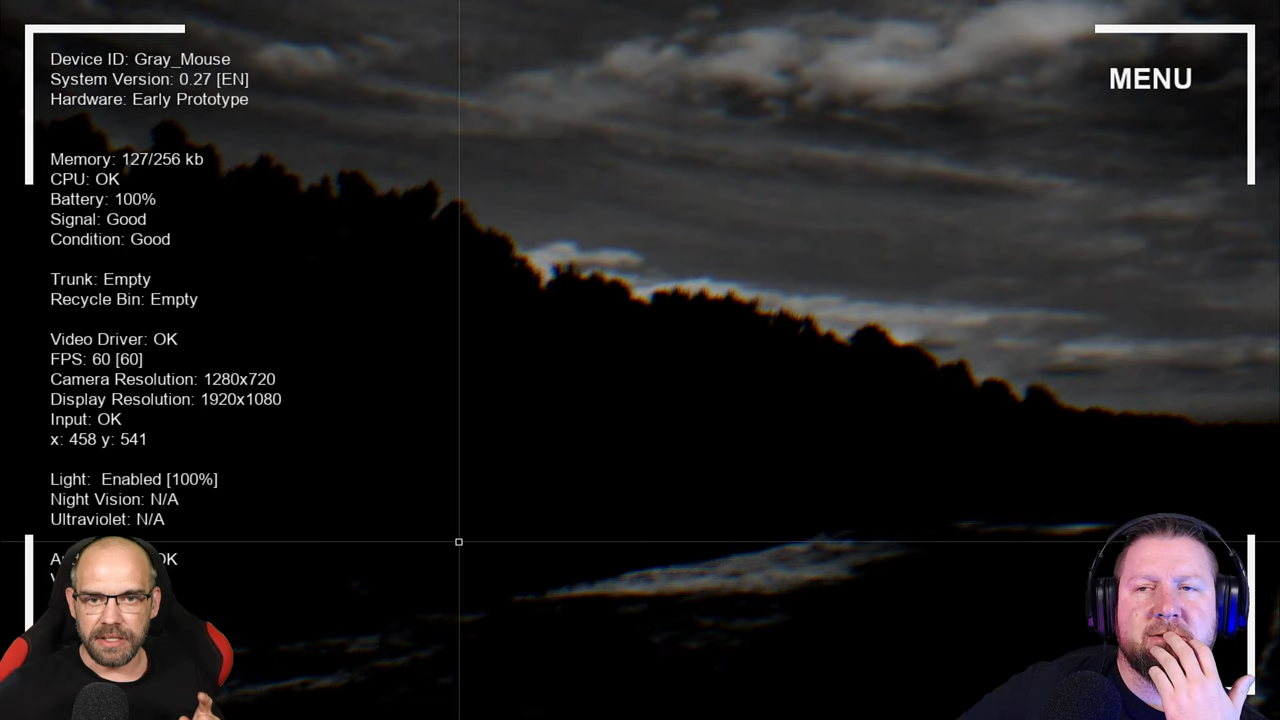 Device ID: Gray_Mouse
System Version: 0.27 [EN]
Hardware: Early Prototype
MENU
Memory: 127/256 kb
CPU: OK
Battery: 100%
Signal: Good
Condition: Good
Trunk: Empty
Recycle Bin: Empty
Video Driver: OK
FPS: 60 [60]
Camera Resolution: 1280x720
Display Resolution: 1920x1080
Input: OK
x: 458 y: 541
Light: Enabled [100%]
Night Vision: N/A
Ultraviolet: N/A
OK